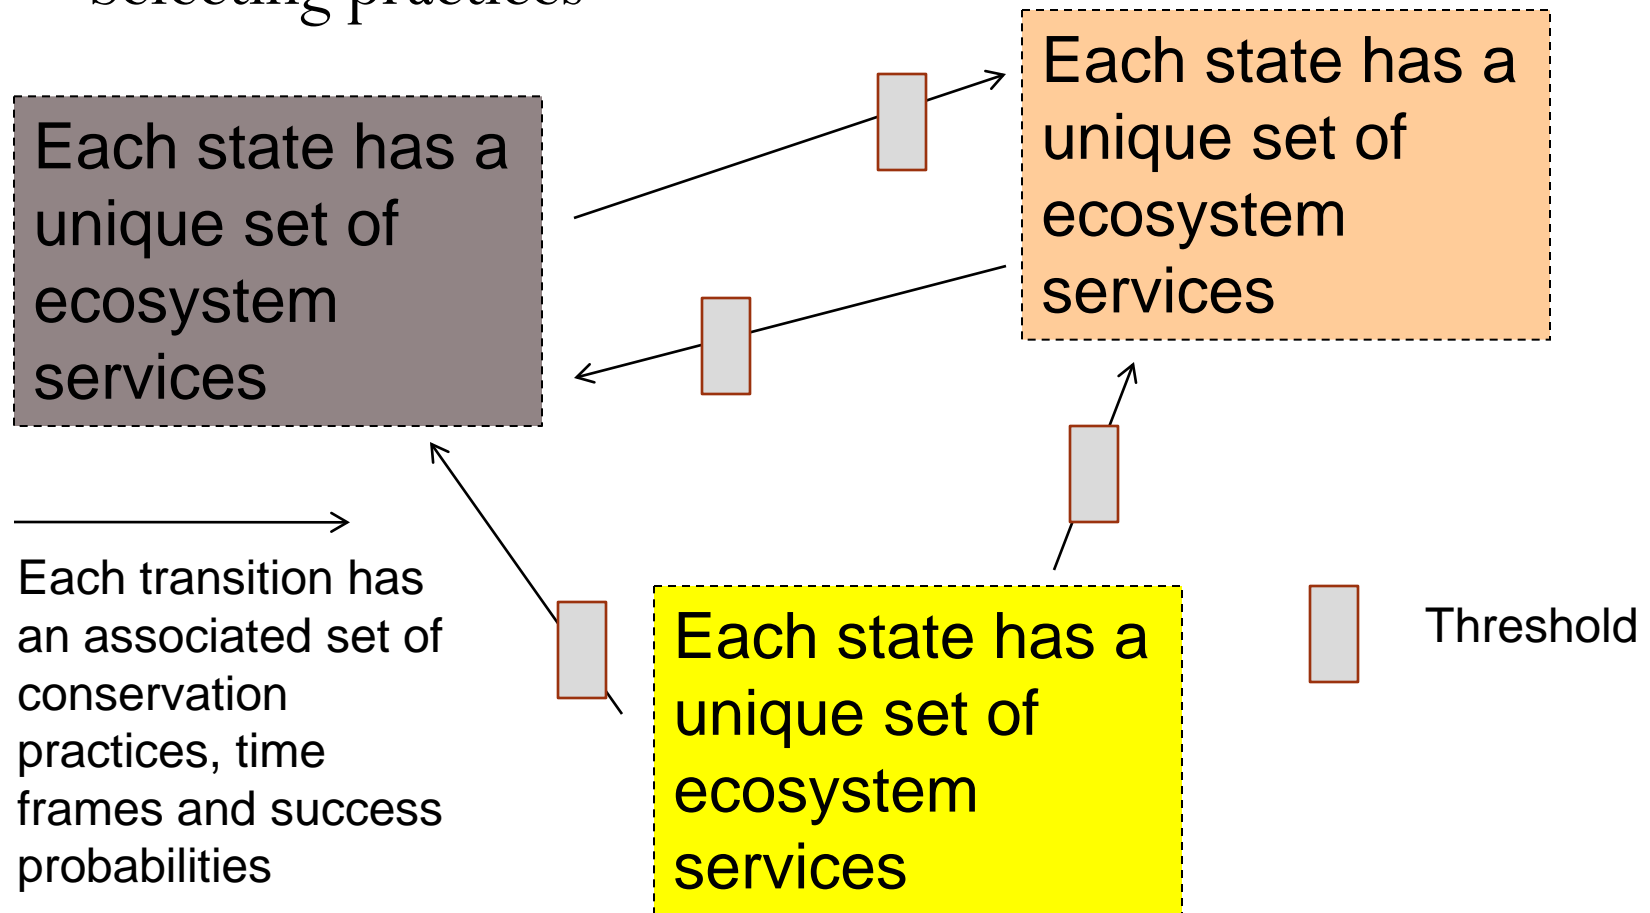 selecting practices
Each state has a
unique set of
ecosystem
services
Each state has a
unique set of
ecosystem
services
Each transition has
an associated set of
conservation
practices, time
frames and success
probabilities
Each state has a
unique set of
ecosystem
services
Threshold